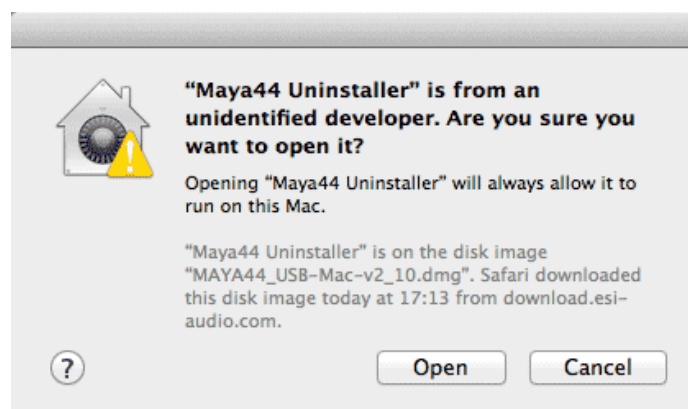 “Maya44 Uninstaller” is from an
unidentified developer. Are you sure you
want to open it?
Opening “Maya44 Uninstaller” will always allow it to
run on this Mac.
“Maya44 Uninstaller” is on the disk image
“MAYA44_USB-Mac-v2_10.dmg”. Safari downloaded
this disk image today at 17:13 from download.esi-
audio.com.
?
Open
Cancel